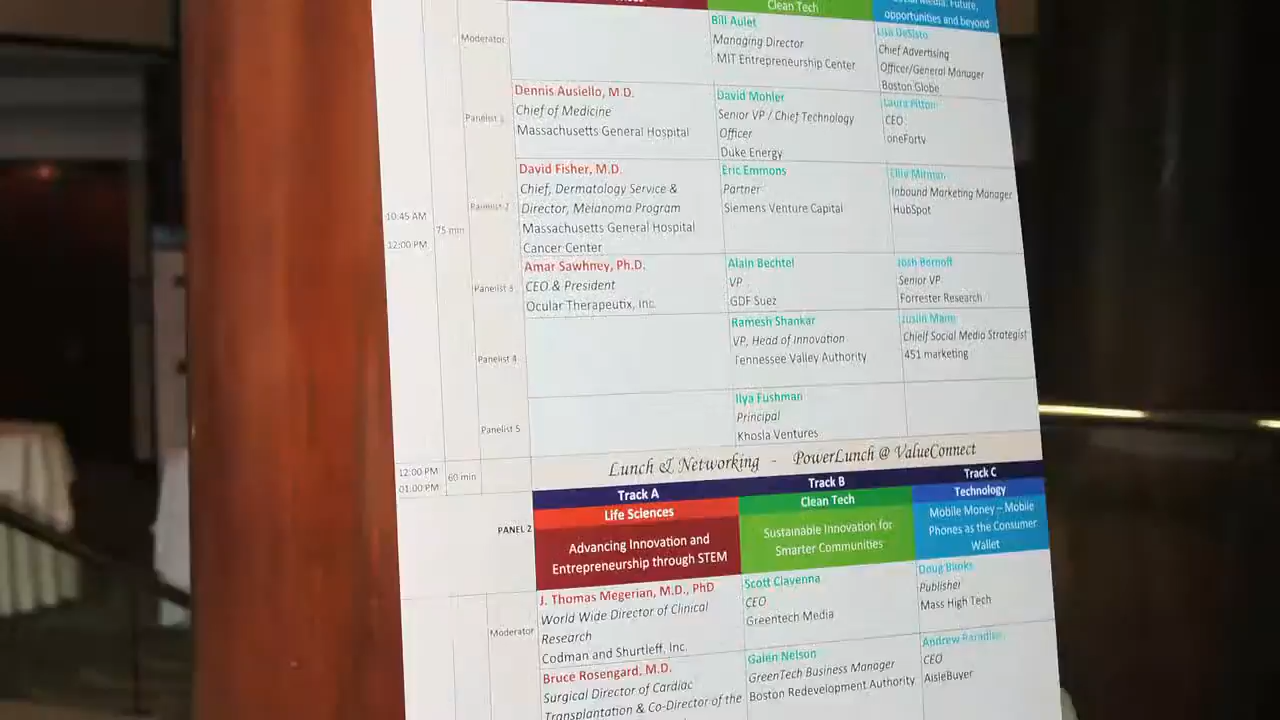 Clean Tech
opportunities and beyond
Moderator
Bill Aulet
Managing Director
MIT Entrepreneurship Center
Lisa DeSisto
Chief Advertising
Officer/General Manager
Boston Globe
Panelist 1
Dennis Ausiello, M.D.
Chief of Medicine
Massachusetts General Hospital
David Mohler
Senior VP / Chief Technology
Officer
Duke Energy
CEO
oneForty
10:45 AM
12:00 PM
75 min
Panelist 2
David Fisher, M.D.
Chief, Dermatology Service &
Director, Melanoma Program
Massachusetts General Hospital
Cancer Center
Eric Emmons
Partner
Siemens Venture Capital
Inbound Marketing Manager
HubSpot
Panelist 3
Amar Sawhney, Ph.D.
CEO & President
Ocular Therapeutix, Inc.
Alain Bechtel
VP
GDF Suez
Josh Bernoff
Senior VP
Forrester Research
Panelist 4
Ramesh Shankar
VP, Head of Innovation
Tennessee Valley Authority
Chielf Social Media Strategist
451 marketing
Panelist 5
Ilya Fushman
Principal
Khosla Ventures
12:00 PM
01:00 PM
60 min
Lunch & Networking - PowerLunch @ ValueConnect
PANEL 2
Track A
Life Sciences
Advancing Innovation and
Entrepreneurship through STEM
Track B
Clean Tech
Sustainable Innovation for
Smarter Communities
Track C
Technology
Mobile Money – Mobile
Phones as the Consumer
Wallet
Moderator
J. Thomas Megerian, M.D., PhD
World Wide Director of Clinical
Research
Codman and Shurtleff, Inc.
Scott Clavenna
CEO
Greentech Media
Doug Banks
Publisher
Mass High Tech
Bruce Rosengard, M.D.
Surgical Director of Cardiac
Transplantation & Co-Director of the
Galen Nelson
GreenTech Business Manager
Boston Redevelopment Authority
Andrew Paradise
CEO
AisleBuyer